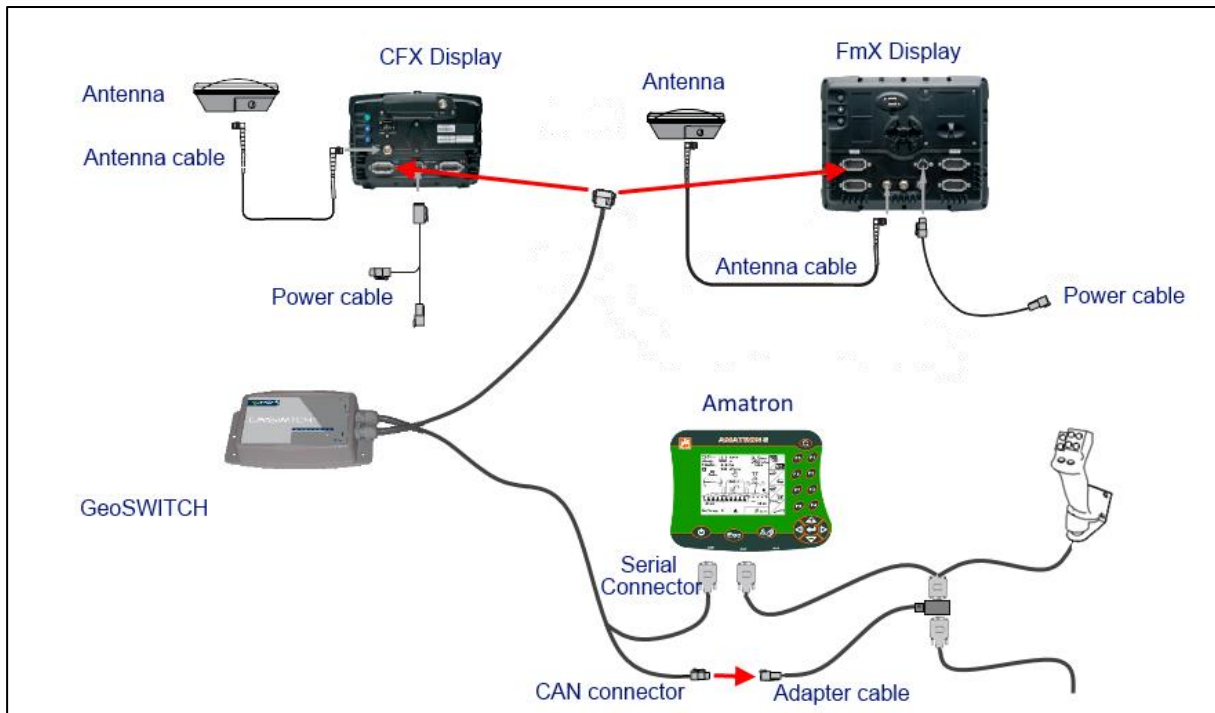 CFX Display
FmX Display
Antenna
Antenna
Antenna cable
Antenna cable
Power cable
Power cable
Amatron
AMATRON
GeoSWITCH
Serial
Connector
CAN connector
Adapter cable